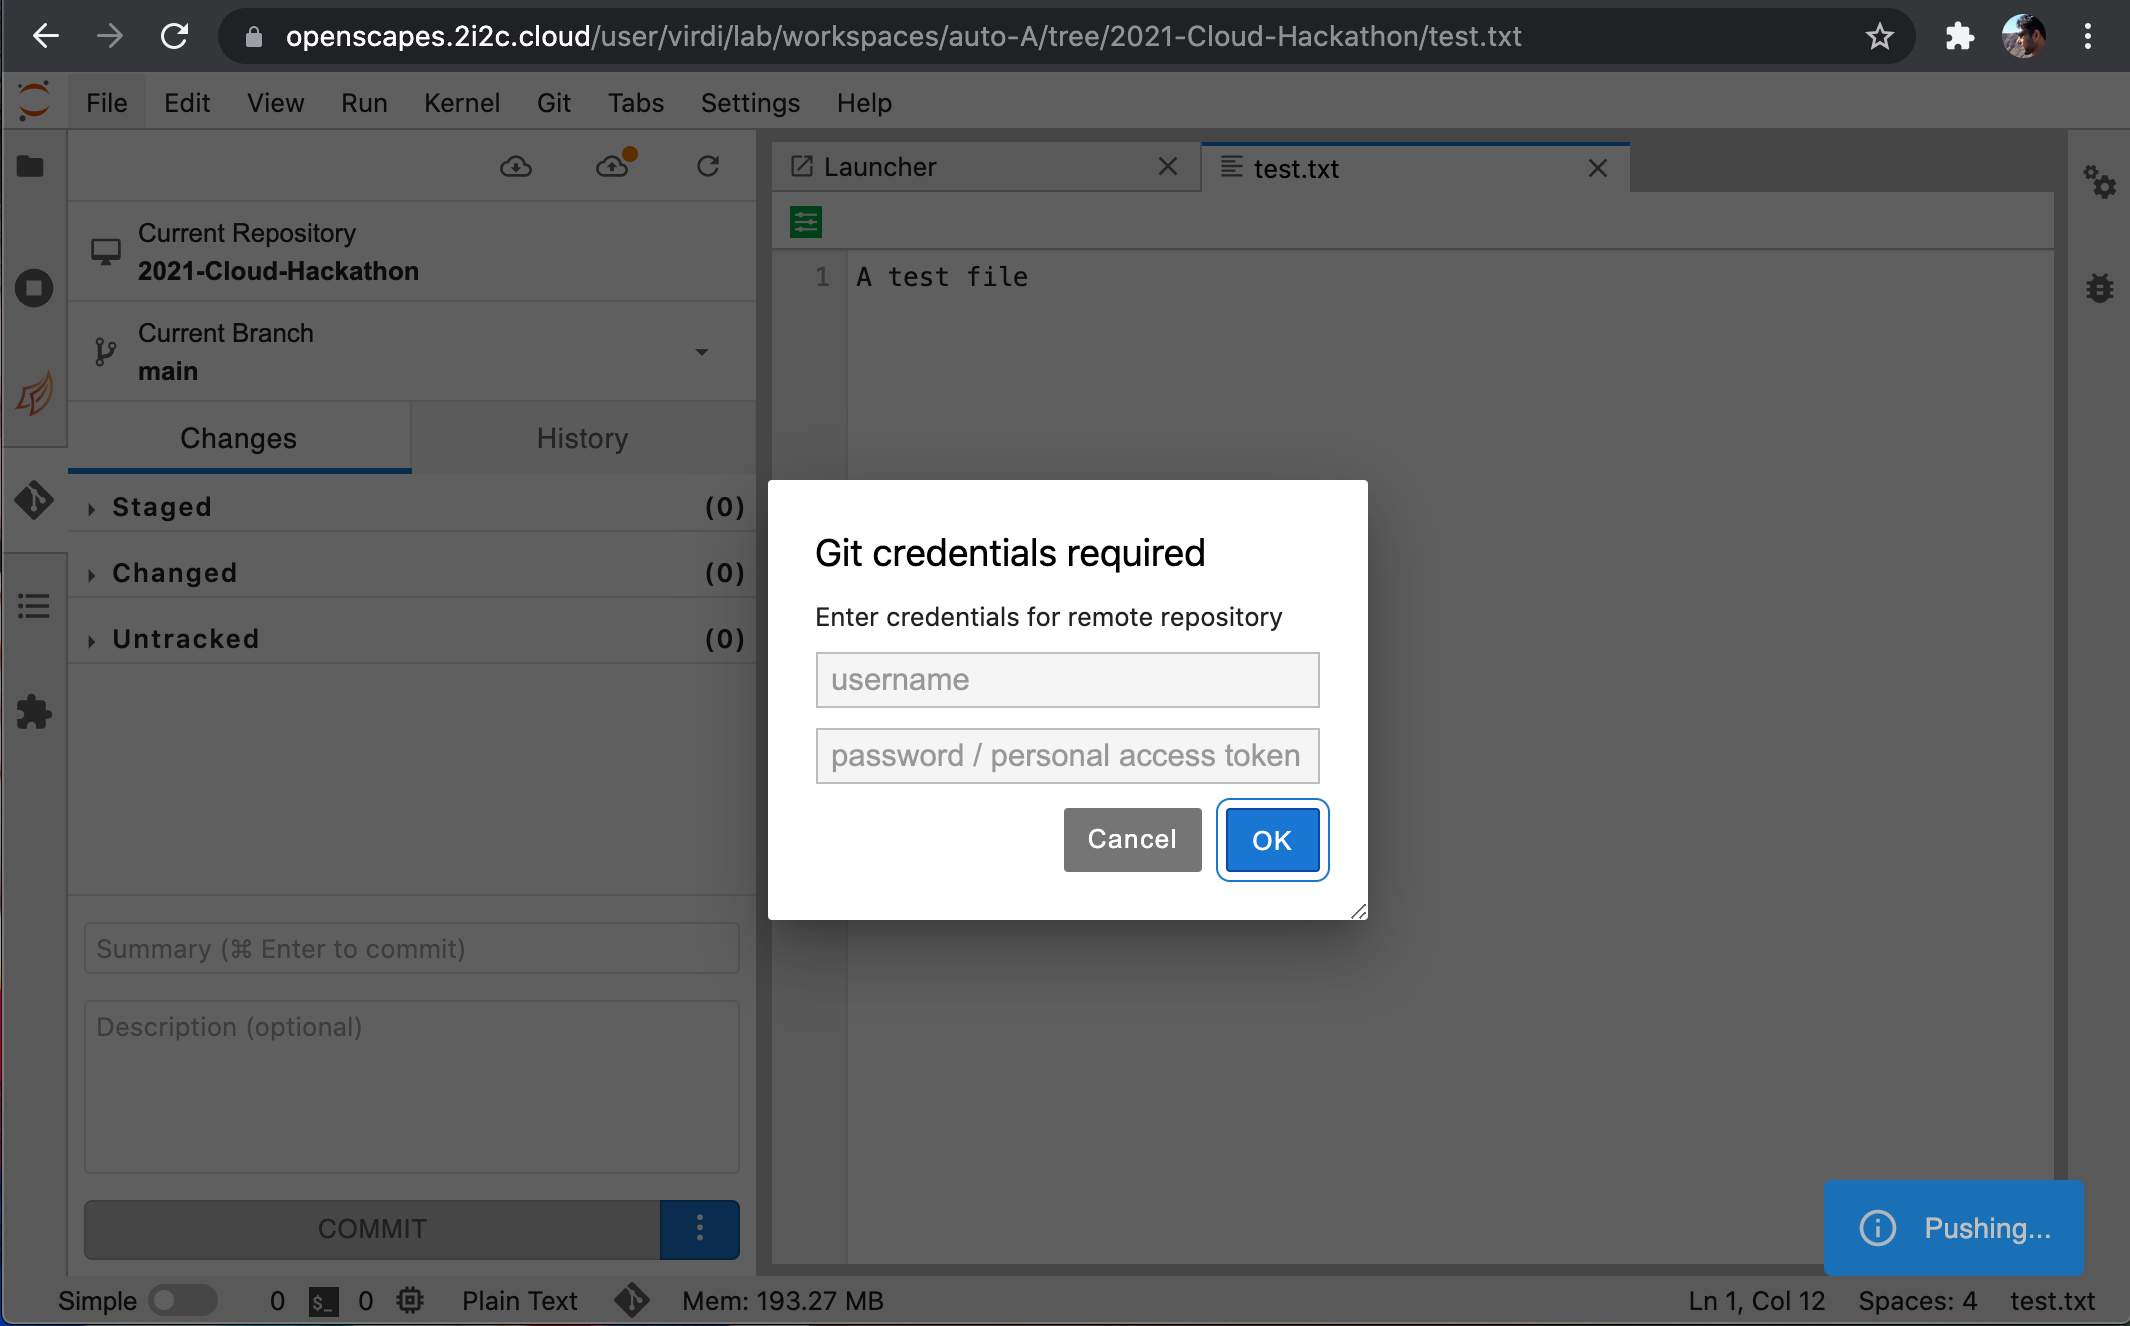 openscapes.2i2c.cloud/user/virdi/lab/workspaces/auto-A/tree/2021-Cloud-Hackathon/test.txt
File Edit View Run Kernel Git Tabs Settings Help
Launcher
test.txt
Current Repository
2021-Cloud-Hackathon
Current Branch
main
Changes
History
Staged (0)
Changed (0)
Untracked (0)
1 A test file
Git credentials required
Enter credentials for remote repository
username
password / personal access token
Cancel
OK
Summary (⌘ Enter to commit)
Description (optional)
COMMIT
Pushing...
Simple 0 $_ 0 Plain Text Mem: 193.27 MB Ln 1, Col 12 Spaces: 4 test.txt